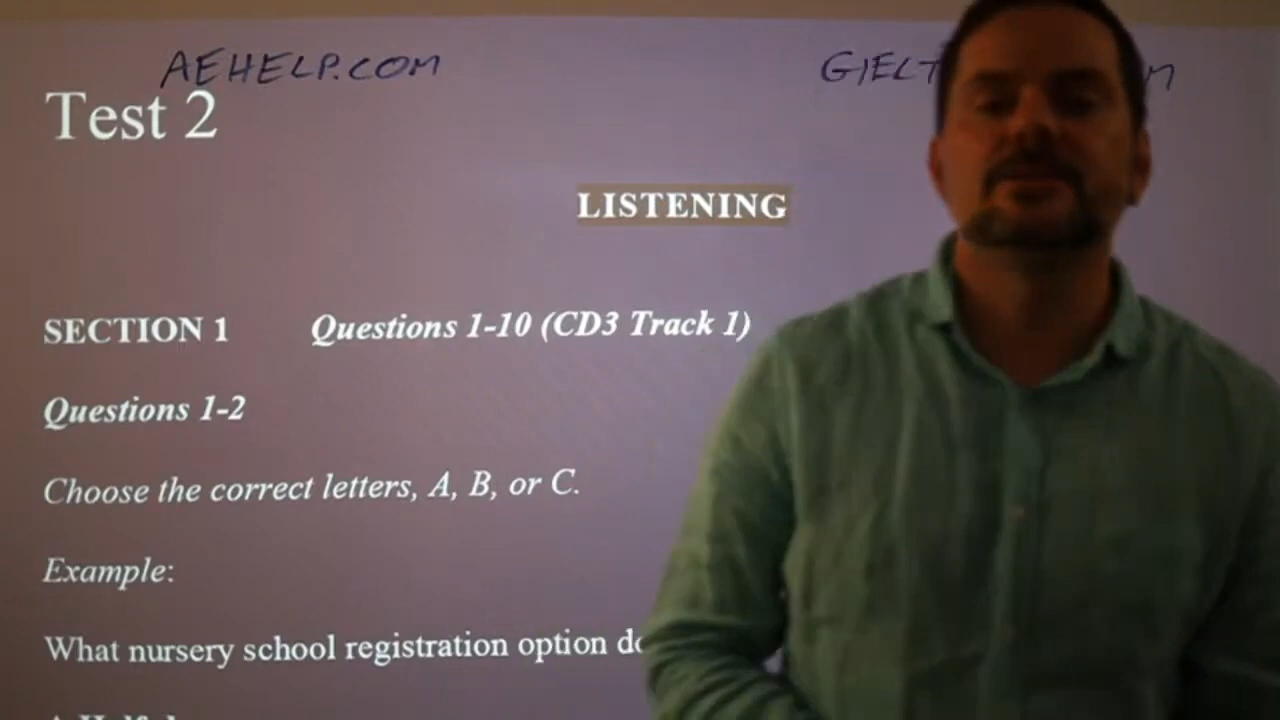 AEHELP.COM
Test 2
LISTENING
SECTION 1 Questions 1-10 (CD3 Track 1)
Questions 1-2
Choose the correct letters, A, B, or C.
Example:
What nursery school registration option